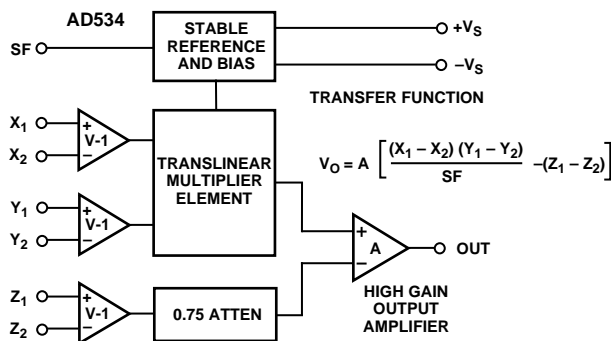 AD534
STABLE
REFERENCE
AND BIAS
SF
+VS
–VS
TRANSFER FUNCTION
X1
+
V-1
X2
–
TRANSLINEAR
MULTIPLIER
ELEMENT
VO = A [ (X1 – X2) (Y1 – Y2) / SF –(Z1 – Z2) ]
Y1
+
V-1
Y2
–
+
A
–
OUT
HIGH GAIN
OUTPUT
AMPLIFIER
Z1
+
V-1
Z2
–
0.75 ATTEN